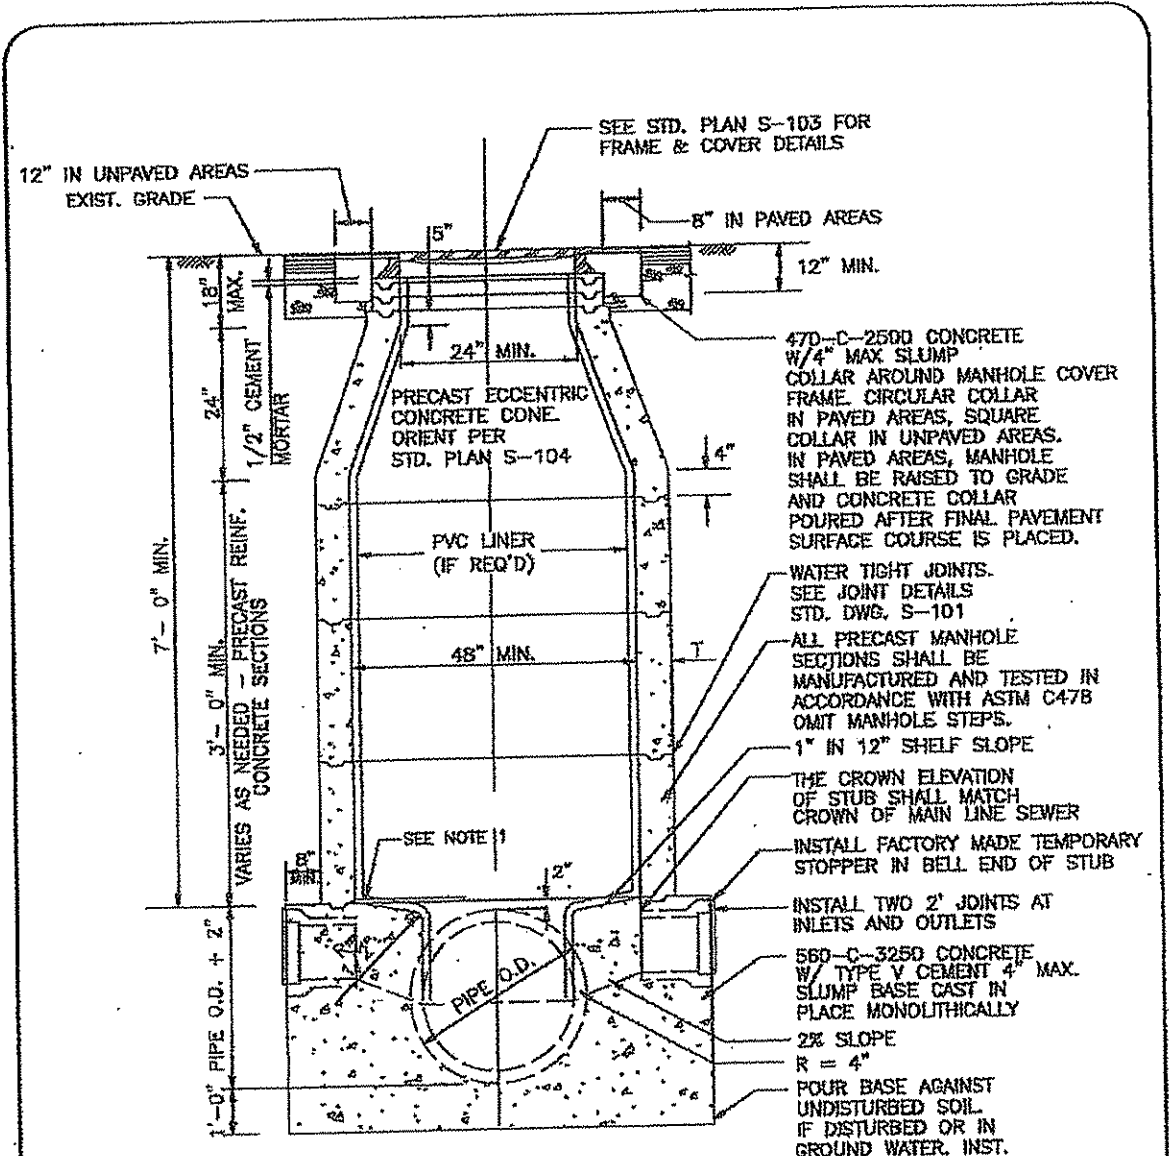 SEE STD. PLAN S-103 FOR
FRAME & COVER DETAILS
12" IN UNPAVED AREAS
EXIST. GRADE
8" IN PAVED AREAS
5"
12" MIN.
18"
MAX.
24"
1/2" CEMENT
MORTAR
24" MIN.
PRECAST ECCENTRIC
CONCRETE CONE.
ORIENT PER
STD. PLAN S-104
470-C-2500 CONCRETE
W/4" MAX SLUMP
COLLAR AROUND MANHOLE COVER
FRAME. CIRCULAR COLLAR
IN PAVED AREAS, SQUARE
COLLAR IN UNPAVED AREAS.
IN PAVED AREAS, MANHOLE
SHALL BE RAISED TO GRADE
AND CONCRETE COLLAR
POURED AFTER FINAL PAVEMENT
SURFACE COURSE IS PLACED.
4"
7'- 0" MIN.
3'- 0" MIN.
VARIES AS NEEDED - PRECAST REINF.
CONCRETE SECTIONS
PVC LINER
(IF REQ'D)
WATER TIGHT JOINTS.
SEE JOINT DETAILS
STD. DWG. S-101
48" MIN.
T
ALL PRECAST MANHOLE
SECTIONS SHALL BE
MANUFACTURED AND TESTED IN
ACCORDANCE WITH ASTM C478
OMIT MANHOLE STEPS.
1" IN 12" SHELF SLOPE
THE CROWN ELEVATION
OF STUB SHALL MATCH
CROWN OF MAIN LINE SEWER
SEE NOTE 1
2"
INSTALL FACTORY MADE TEMPORARY
STOPPER IN BELL END OF STUB
INSTALL TWO 2' JOINTS AT
INLETS AND OUTLETS
560-C-3250 CONCRETE
W/ TYPE V CEMENT 4" MAX.
SLUMP BASE CAST IN
PLACE MONOLITHICALLY
PIPE O.D.
PIPE O.D. + 2"
1'-0"
2% SLOPE
R = 4"
POUR BASE AGAINST
UNDISTURBED SOIL.
IF DISTURBED OR IN
GROUND WATER, INST.